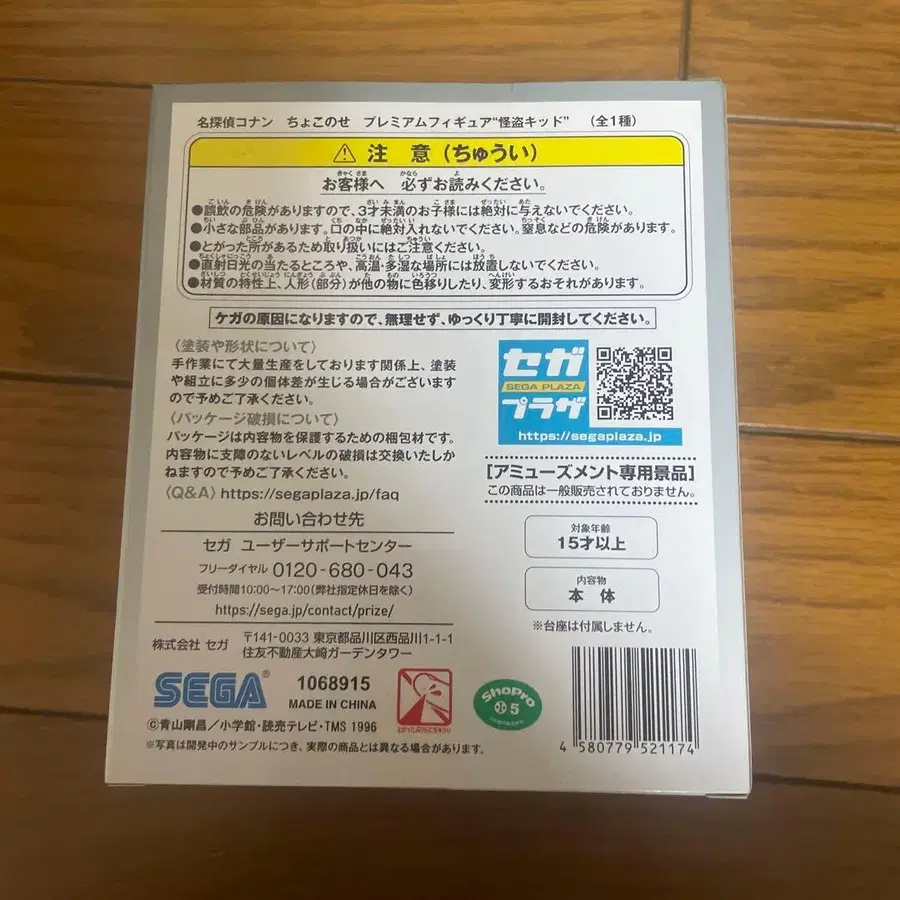 名探偵コナン ちょこのせ プレミアムフィギュア“怪盗キッド” (全1種)
⚠ 注 意 (ちゅうい)
お客様へ 必ずお読みください。
●誤飲の危険がありますので、3才未満のお子様には絶対に与えないでください。
●小さな部品があります。口の中に絶対入れないでください。窒息などの危険があります。
●とがった所があるため取り扱いにはご注意ください。
●直射日光の当たるところや、高温・多湿な場所には放置しないでください。
●材質の特性上、人形(部分)が他の物に色移りしたり、変形するおそれがあります。
ケガの原因になりますので、無理せず、ゆっくり丁寧に開封してください。
〈塗装や形状について〉
手作業にて大量生産をしております関係上、塗装
や組立に多少の個体差が生じる場合がございます
ので予めご了承ください。
〈パッケージ破損について〉
パッケージは内容物を保護するための梱包材です。
内容物に支障のないレベルの破損は交換いたしか
ねますので予めご了承ください。
〈Q&A〉https://segaplaza.jp/faq
お問い合わせ先
セガ ユーザーサポートセンター
フリーダイヤル 0120-680-043
受付時間10:00～17:00(弊社指定休日を除く)
https://sega.jp/contact/prize/
株式会社 セガ
〒141-0033 東京都品川区西品川1-1-1
住友不動産大崎ガーデンタワー
セガ
SEGA PLAZA
プラザ
https://segaplaza.jp
[アミューズメント専用景品]
この商品は一般販売されておりません。
対象年齢
15才以上
内容物
本 体
※台座は付属しません。
SEGA®
1068915
MADE IN CHINA
とがったぶひんにちゅうい
ShoPro
5
©青山剛昌／小学館・読売テレビ・TMS 1996
※写真は開発中のサンプルにつき、実際の商品とは異なる場合があります。
4 580779 521174